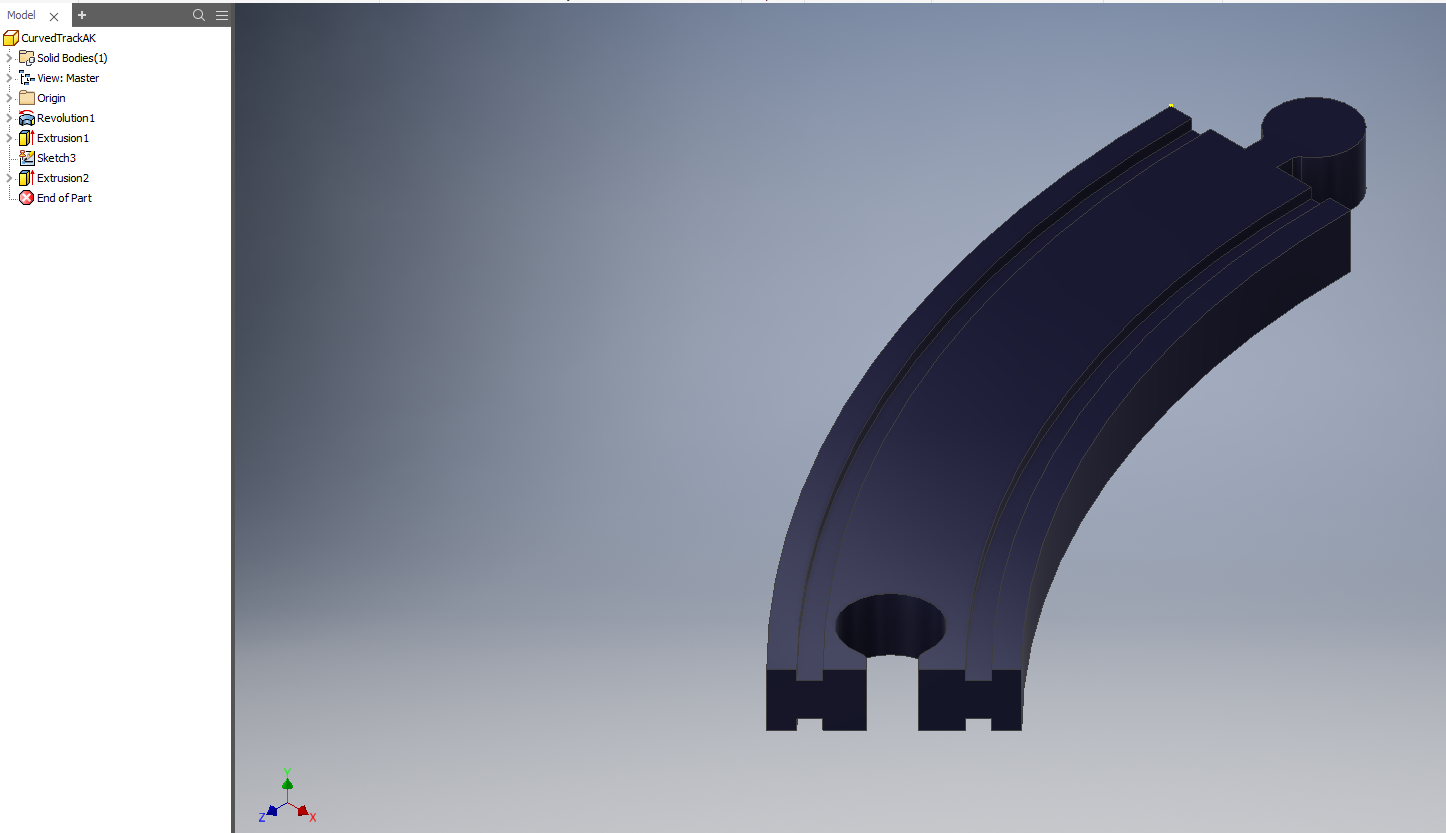 Model
CurvedTrackAK
Solid Bodies(1)
View: Master
Origin
Revolution1
Extrusion1
Sketch3
Extrusion2
End of Part
Y
Z
X